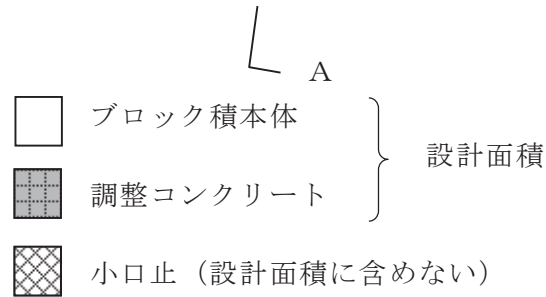 A
ブロック積本体
設計面積
調整コンクリート
小口止（設計面積に含めない）